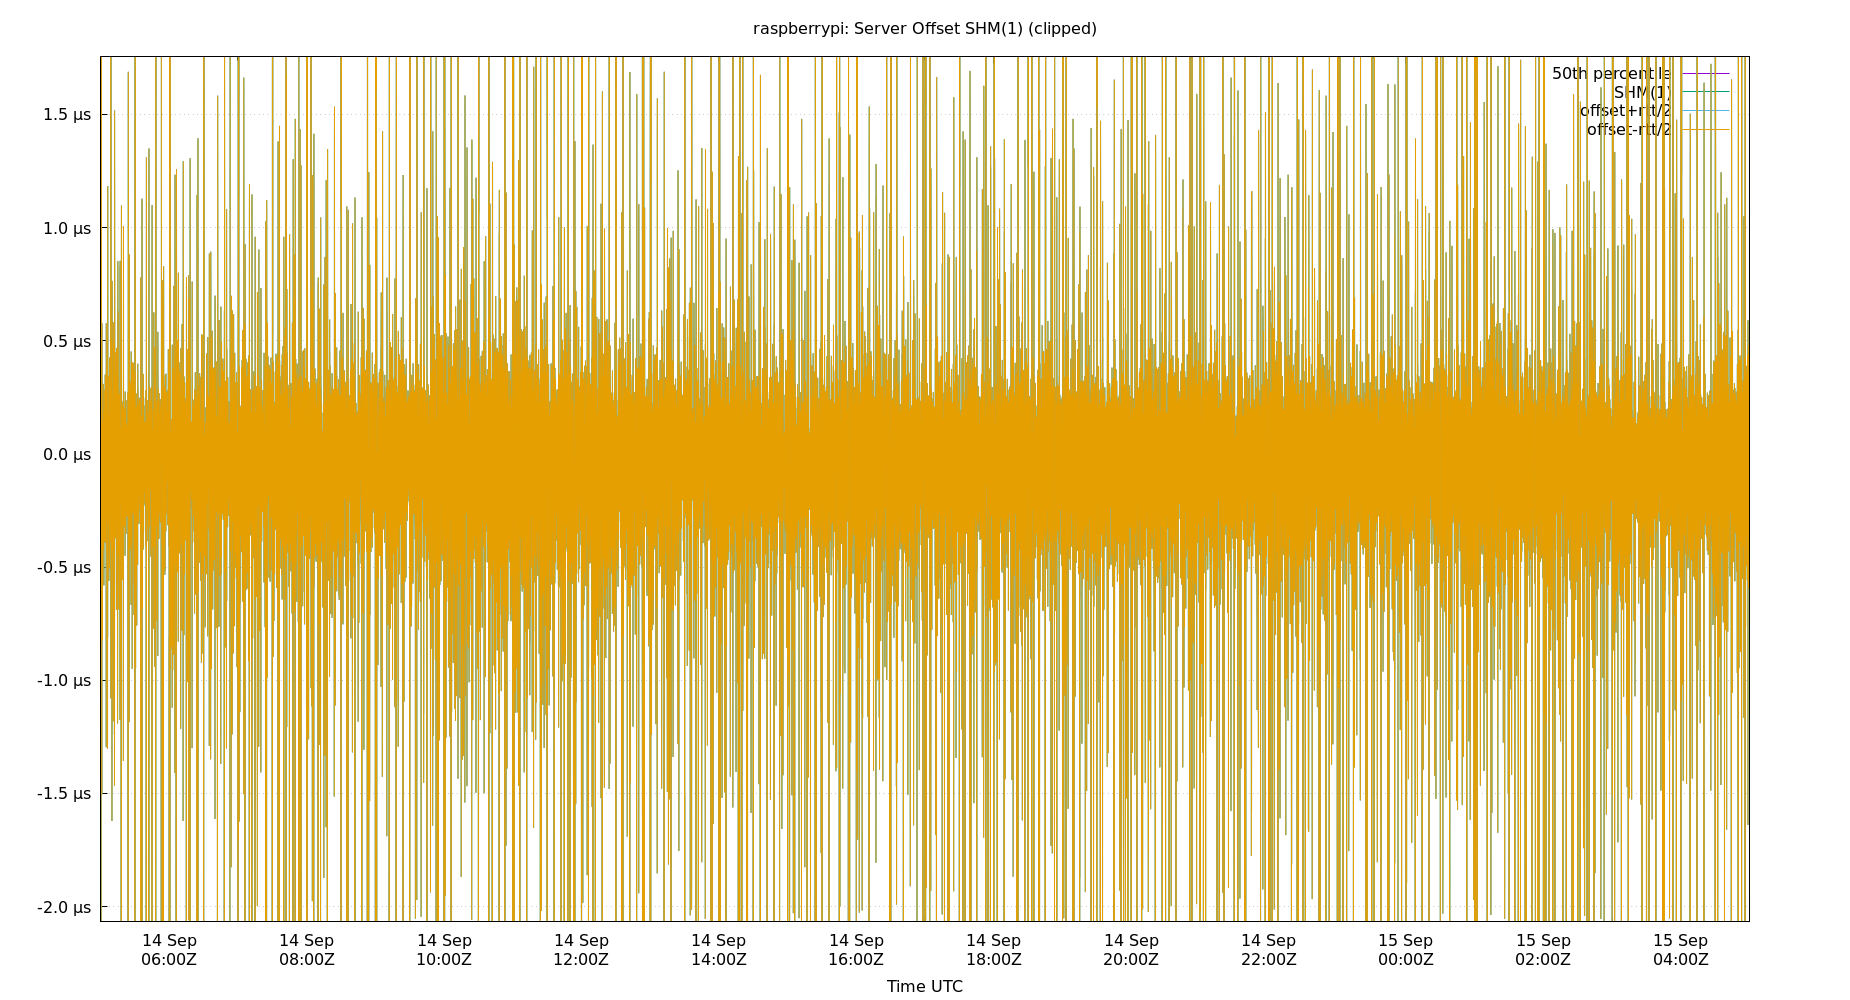 raspberrypi: Server Offset SHM(1) (clipped)
50th percentile
SHM(1)
offset+rtt/2
offset-rtt/2
1.5 µs
1.0 µs
0.5 µs
0.0 µs
-0.5 µs
-1.0 µs
-1.5 µs
-2.0 µs
14 Sep 14 Sep 14 Sep 14 Sep 14 Sep 14 Sep 14 Sep 14 Sep 14 Sep 15 Sep 15 Sep 15 Sep
06:00Z 08:00Z 10:00Z 12:00Z 14:00Z 16:00Z 18:00Z 20:00Z 22:00Z 00:00Z 02:00Z 04:00Z
Time UTC